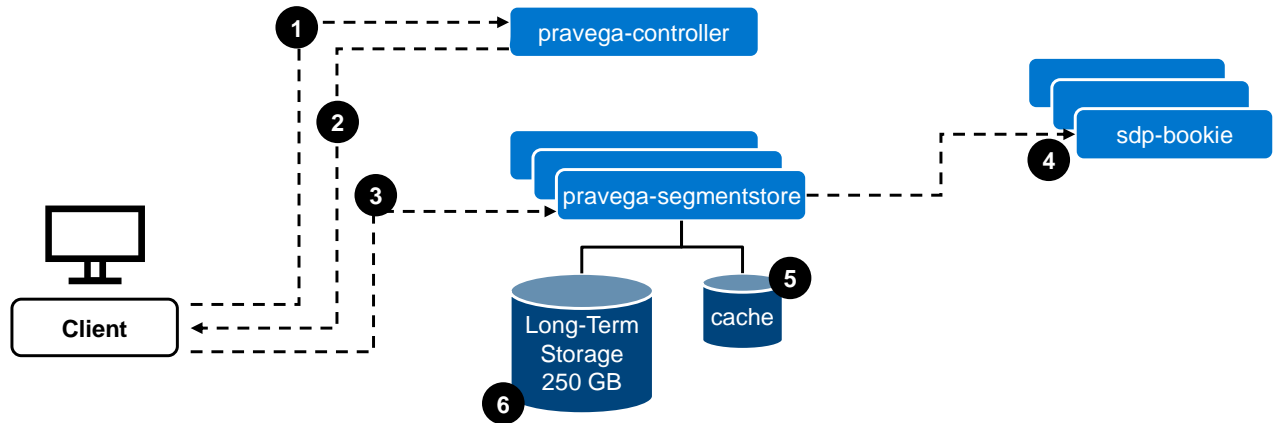 1
pravega-controller
2
sdp-bookie
4
3
pravega-segmentstore
5
Client
Long-Term
Storage
250 GB
cache
6